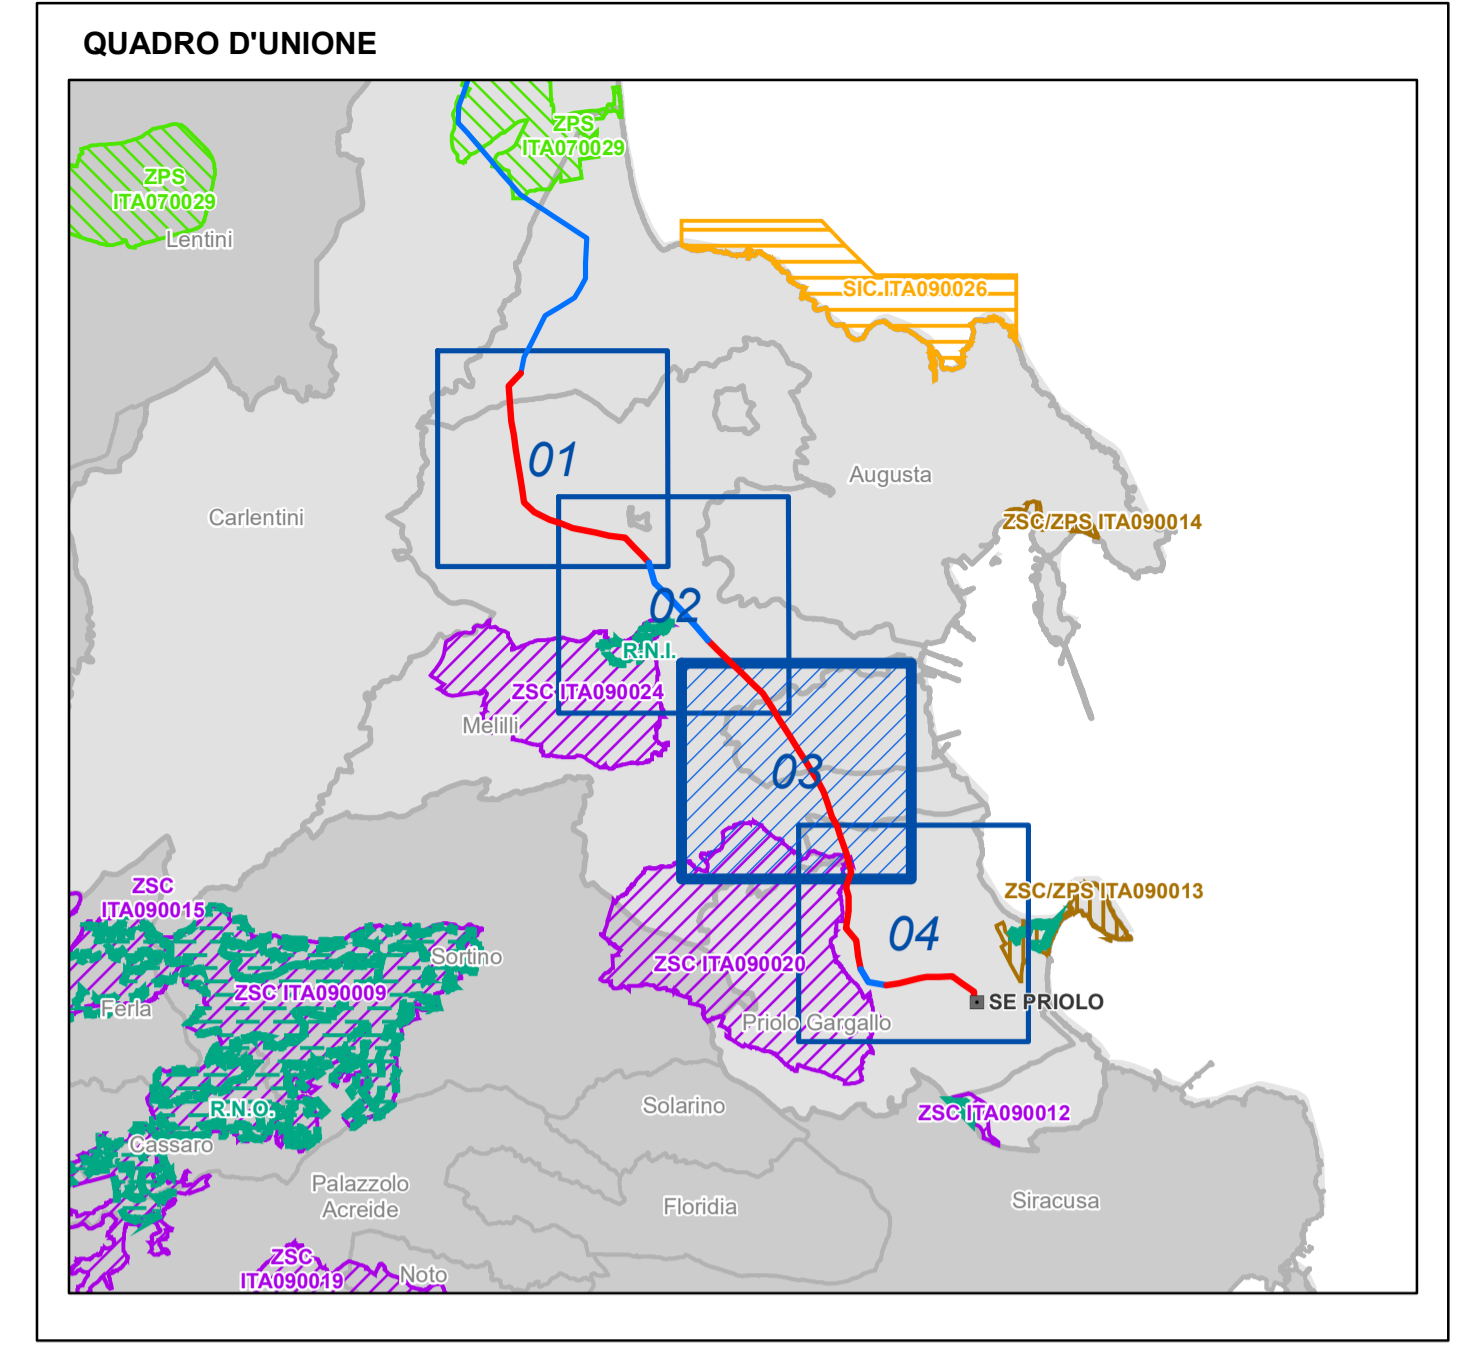 QUADRO D'UNIONE
ZPS
ITA070029
ZPS
ITA070029
Lentini
SIC ITA090026
01
Augusta
Carlentini
ZSC/ZPS ITA090014
02
R.N.I.
ZSC ITA090024
Melilli
03
ZSC
ITA090015
ZSC/ZPS ITA090013
04
Sortino
ZSC ITA090020
ZSC ITA090009
Ferla
SE PRIOLO
Priolo Gargallo
R.N.O.
Solarino
ZSC ITA090012
Cassaro
Palazzolo
Acreide
Floridia
Siracusa
ZSC
ITA090019
Noto